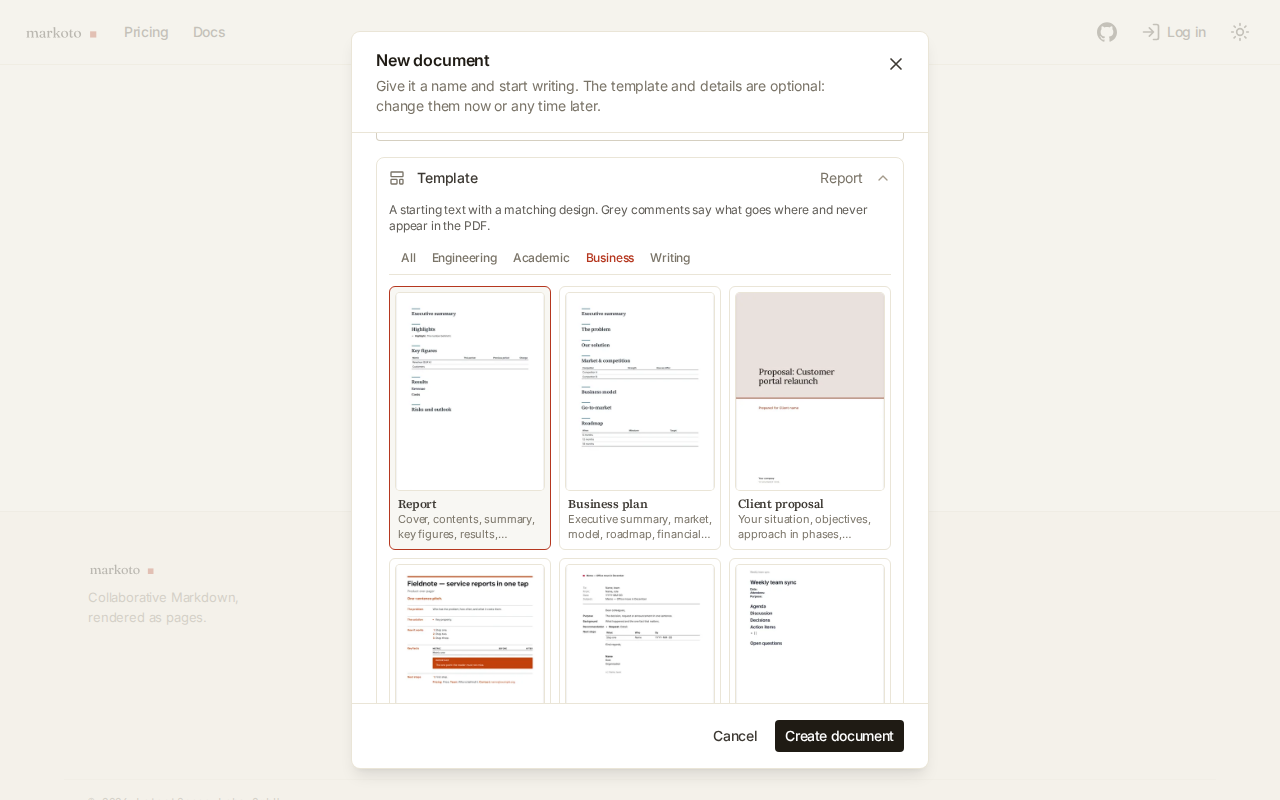 markoto
Pricing
Docs
Log in
New document
Give it a name and start writing. The template and details are optional:
change them now or any time later.
Template
Report
A starting text with a matching design. Grey comments say what goes where and never
appear in the PDF.
All
Engineering
Academic
Business
Writing
Executive summary
Highlights
Key figures
Results
Risks and outlook
Executive summary
The problem
Our solution
Market & competition
Business model
Go-to-market
Roadmap
Proposal: Customer
portal relaunch
Proposed for Client name
Report
Cover, contents, summary,
key figures, results,...
Business plan
Executive summary, market,
model, roadmap, financial...
Client proposal
Your situation, objectives,
approach in phases,...
Fieldnote — service reports in one tap
Weekly team sync
Agenda
Discussion
Decisions
Action items
Open questions
markoto
Collaborative Markdown,
rendered as pages.
Cancel
Create document